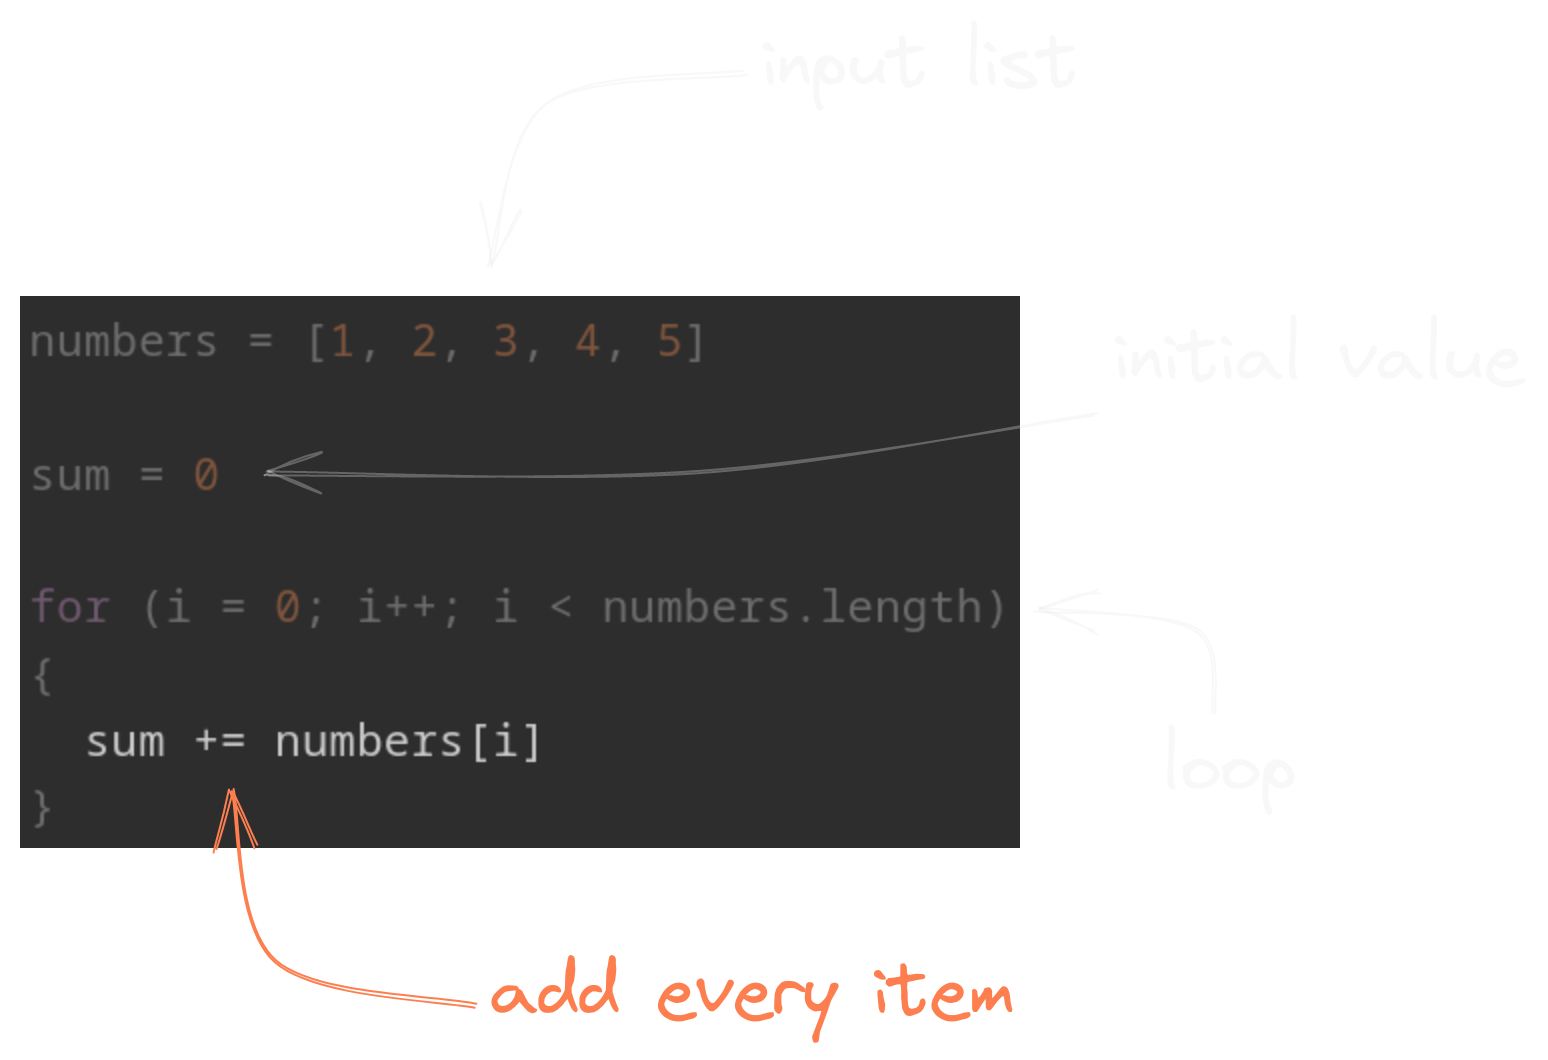 input list
numbers = [1, 2, 3, 4, 5]
initial value
sum = 0
for (i = 0; i++; i < numbers.length)
{
sum += numbers[i]
loop
}
add every item